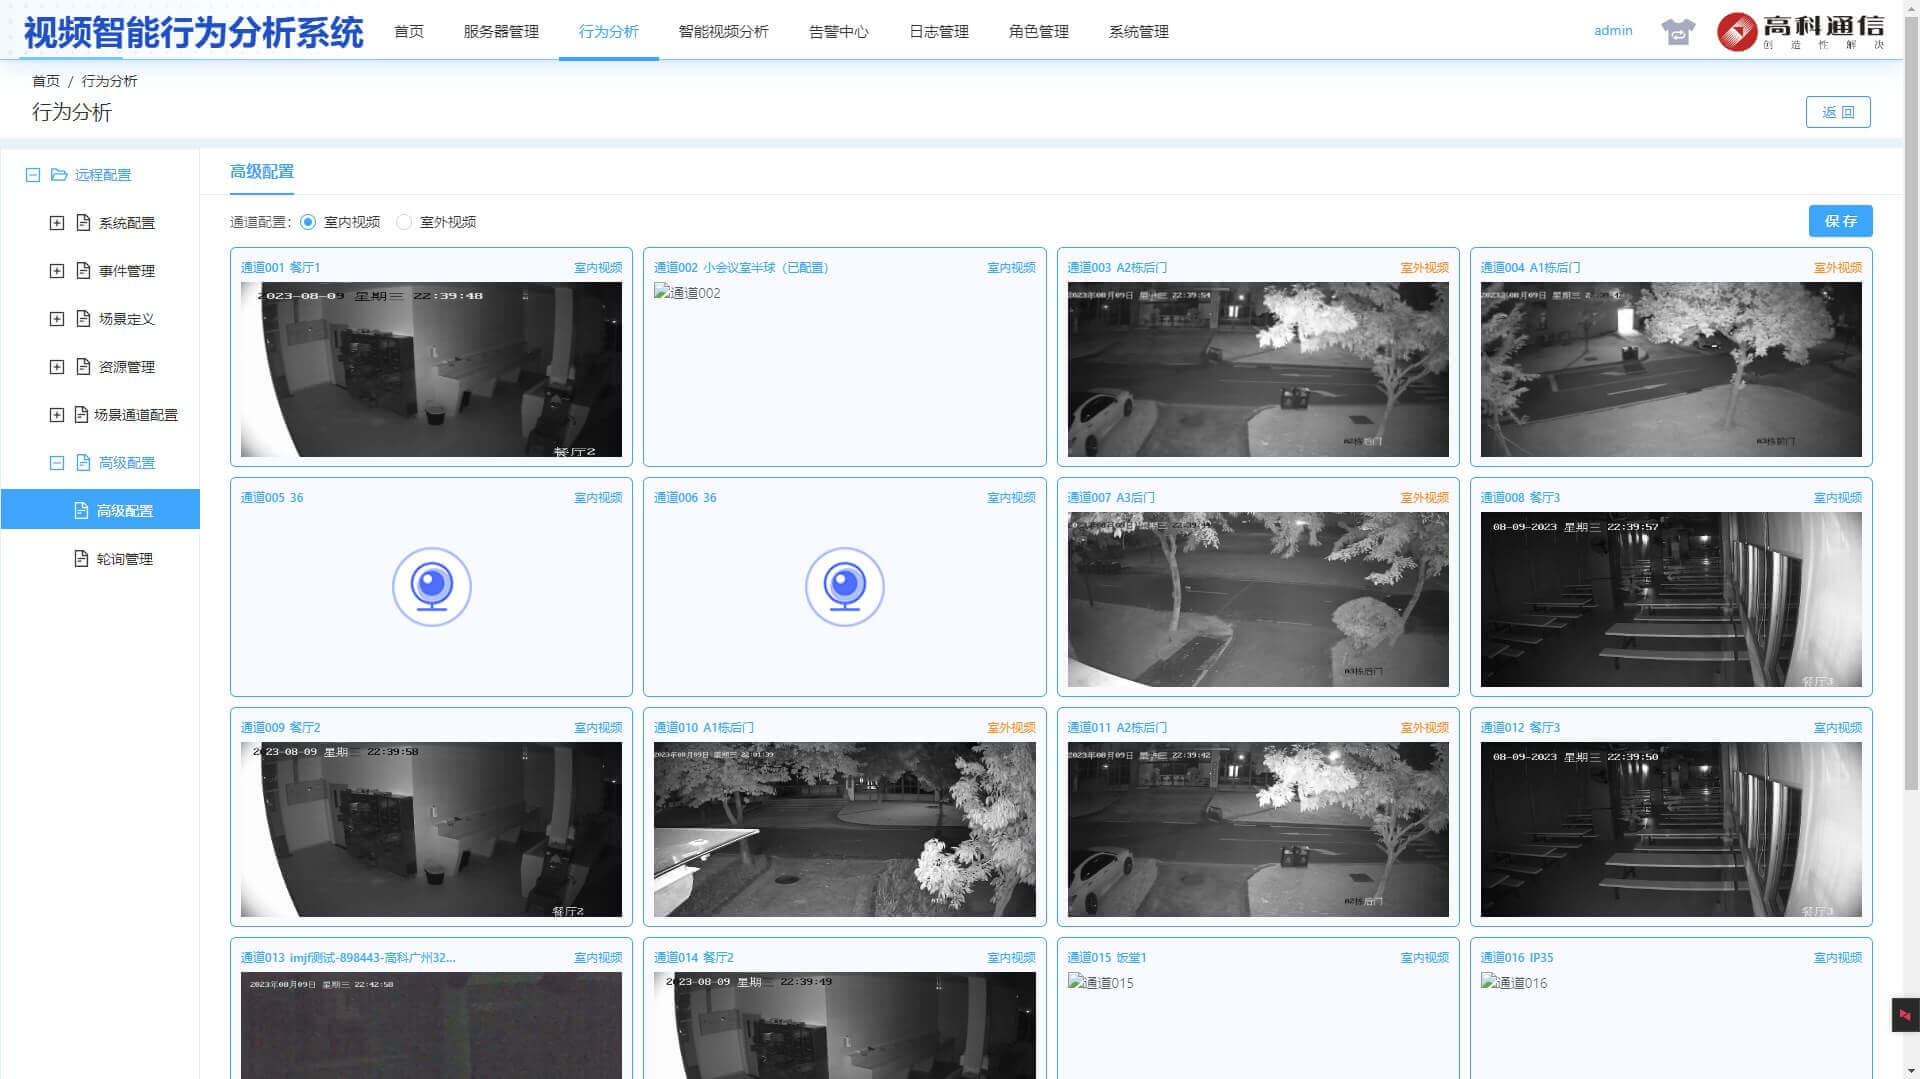 视频智能行为分析系统 首页 服务器管理 行为分析 智能视频分析 告警中心 日志管理 角色管理 系统管理 admin 高科通信
创造性解决
首页 / 行为分析
行为分析
返 回
远程配置
系统配置
事件管理
场景定义
资源管理
场景通道配置
高级配置
高级配置
轮询管理
高级配置
通道配置: 室内视频 室外视频 保 存
通道001 餐厅1 室内视频
2023-08-09 星期三 22:39:48
餐厅2
通道002 小会议室半球 (已配置) 室内视频
通道002
通道003 A2栋后门 室外视频
2023年08月09日 星期三 22:39:54
A2栋后门
通道004 A1栋后门 室外视频
2023年08月09日 星期三
通道005 36 室内视频
通道006 36 室内视频
通道007 A3后门 室外视频
A3栋后门
通道008 餐厅3 室内视频
08-09-2023 星期三 22:39:57
餐厅3
通道009 餐厅2 室内视频
2023-08-09 星期三 22:39:58
餐厅2
通道010 A1栋后门 室外视频
2023年08月09日 星期三 22:01:39
通道011 A2栋后门 室外视频
2023年08月09日 星期三 22:39:42
A2栋后门
通道012 餐厅3 室内视频
08-09-2023 星期三 22:39:50
餐厅3
通道013 imjf测试-898443-高科广州32... 室内视频
2023年08月09日 星期三 22:42:58
通道014 餐厅2 室内视频
2023-08-09 星期三 22:39:49
通道015 饭堂1 室内视频
通道015
通道016 IP35 室内视频
通道016